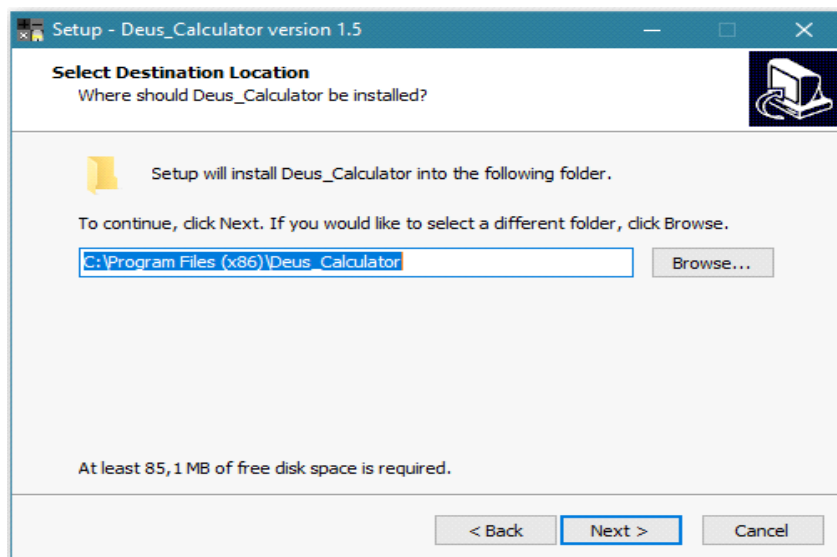 Setup - Deus_Calculator version 1.5
Select Destination Location
Where should Deus_Calculator be installed?
Setup will install Deus_Calculator into the following folder.
To continue, click Next. If you would like to select a different folder, click Browse.
C:\Program Files (x86)\Deus_Calculator
Browse...
At least 85,1 MB of free disk space is required.
< Back
Next >
Cancel